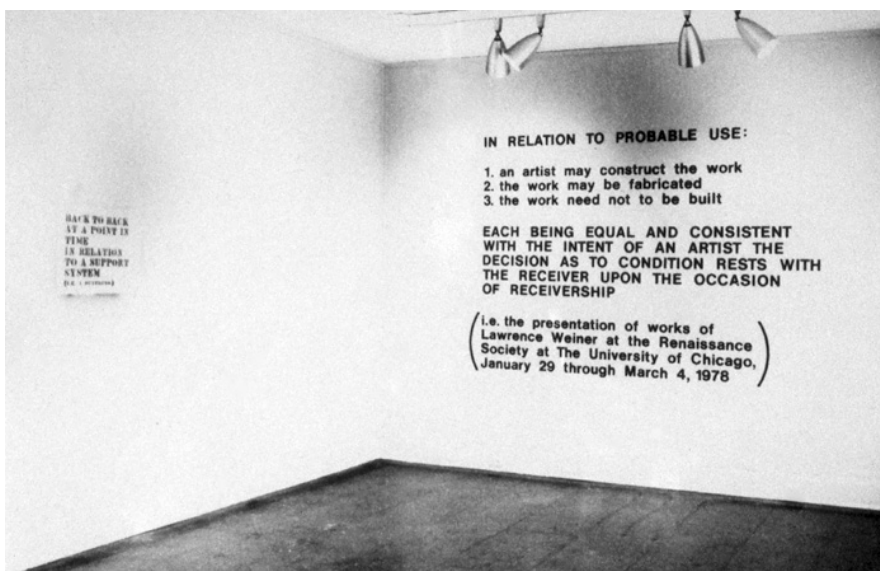 BACK TO BACK
AT A POINT IN
TIME
IN RELATION
TO A SUPPORT
SYSTEM
IN RELATION TO PROBABLE USE:
1. an artist may construct the work
2. the work may be fabricated
3. the work need not to be built
EACH BEING EQUAL AND CONSISTENT
WITH THE INTENT OF AN ARTIST THE
DECISION AS TO CONDITION RESTS WITH
THE RECEIVER UPON THE OCCASION
OF RECEIVERSHIP
(i.e. the presentation of works of
Lawrence Weiner at the Renaissance
Society at The University of Chicago,
January 29 through March 4, 1978)